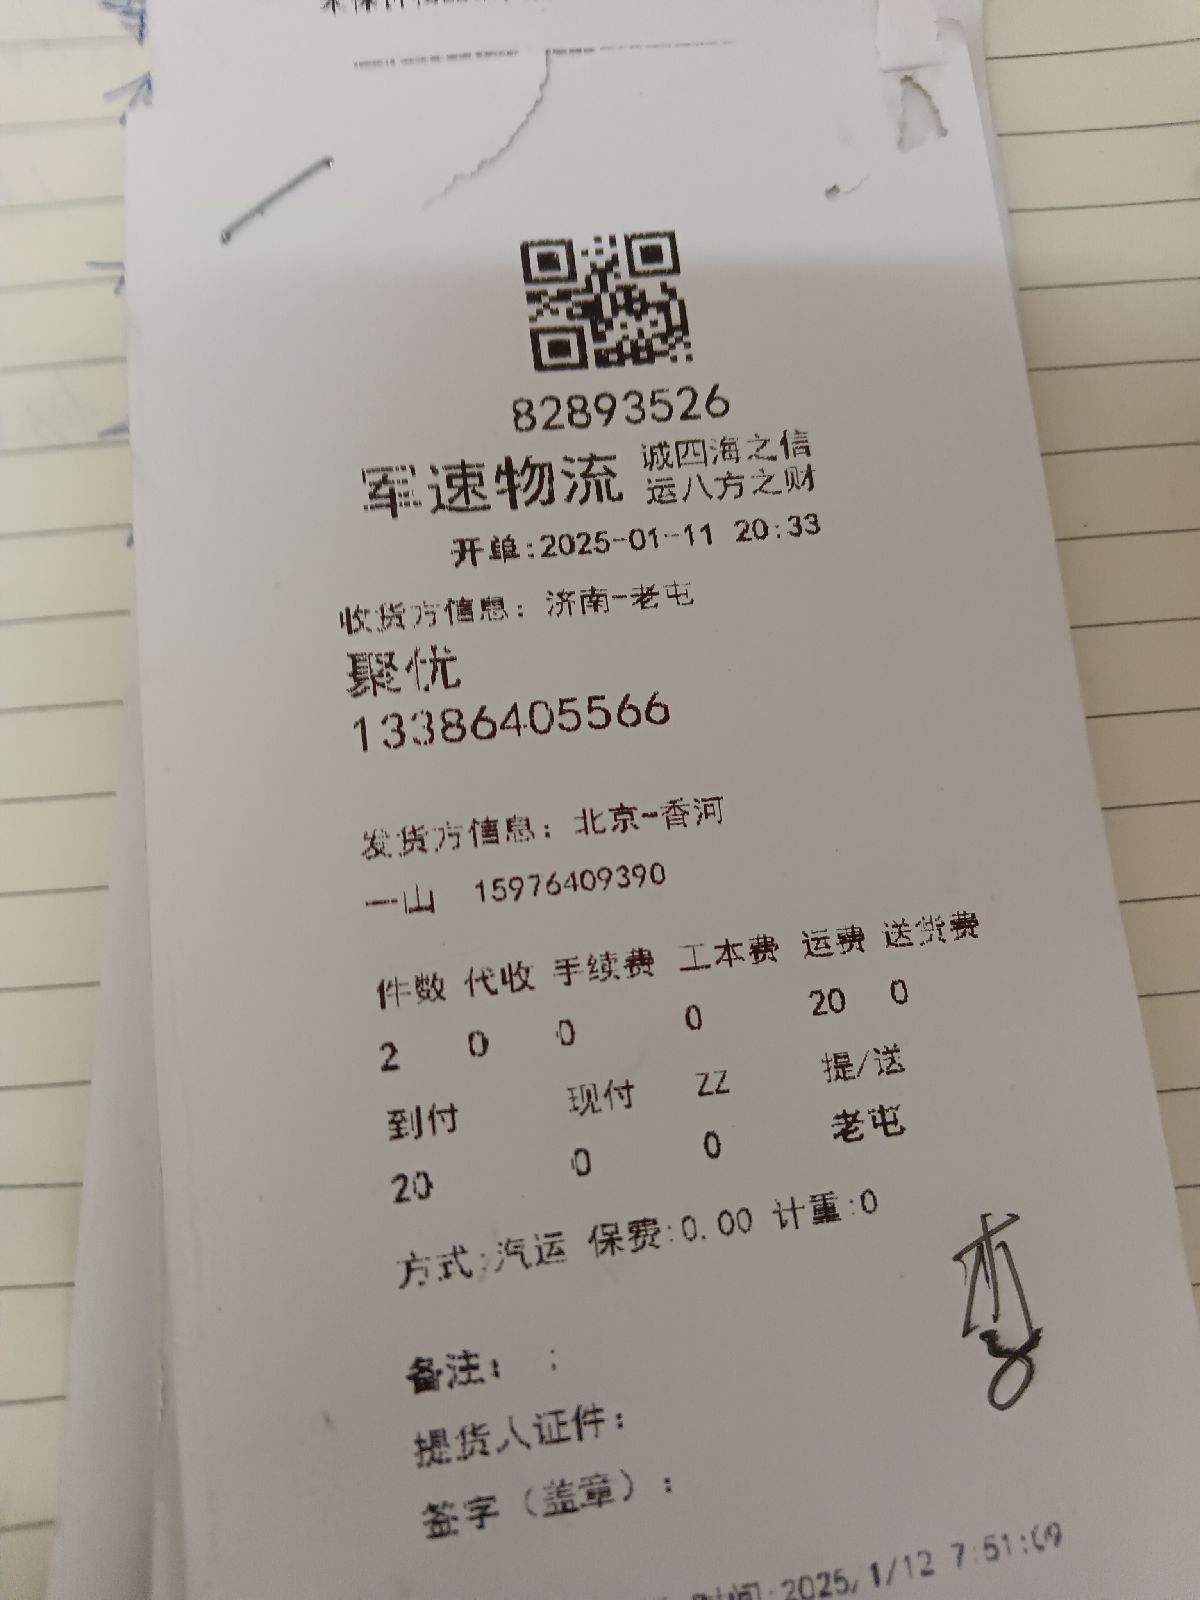 82893526
军速物流 诚四海之信
运八方之财
开单:2025-01-11 20:33
收货方信息: 济南-老屯
聚优
13386405566
发货方信息: 北京-香河
一山 15976409390
件数 代收 手续费 工本费 运费 送货费
2 0 0 0 20 0
到付 现付 ZZ 提/送
20 0 0 老屯
方式:汽运 保费:0.00 计重:0
备注: :
提货人证件:
签字（盖章）:
时间:2025/1/12 7:51:09